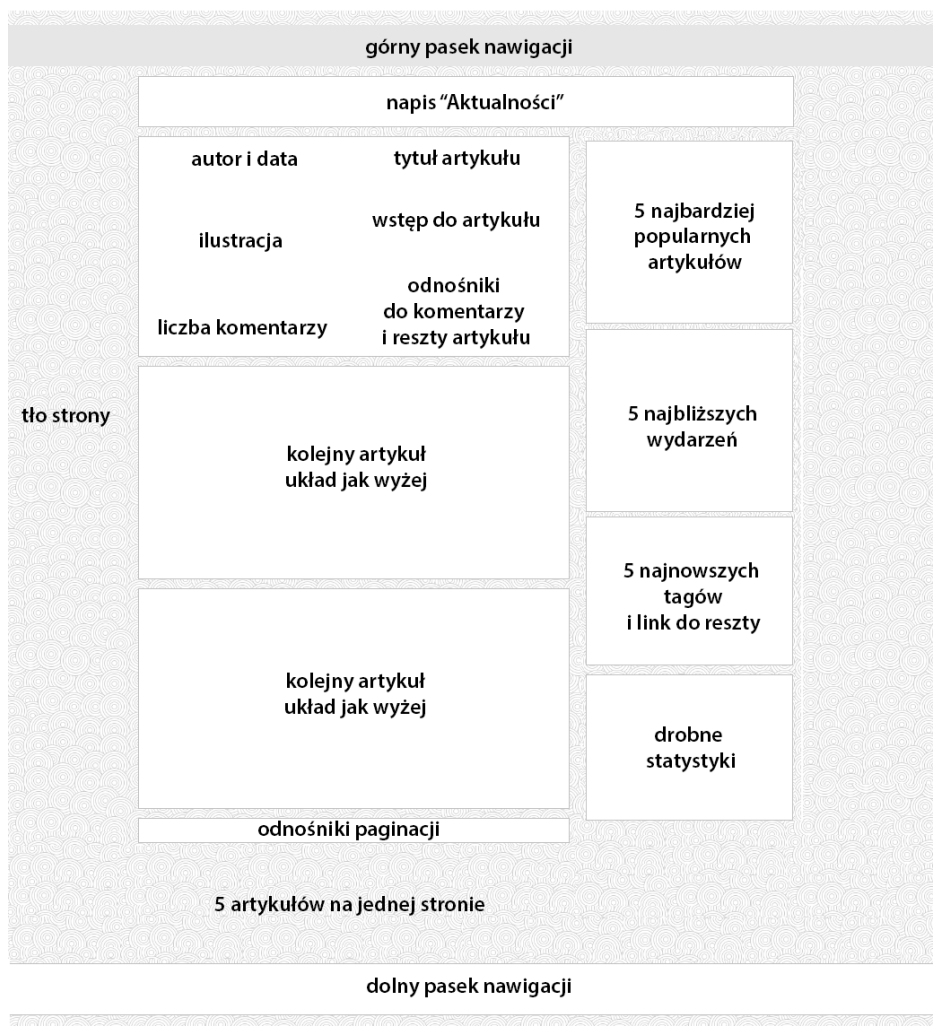 górny pasek nawigacji
napis “Aktualności”
autor i data
tytuł artykułu
ilustracja
wstęp do artykułu
liczba komentarzy
odnośniki
do komentarzy
i reszty artykułu
5 najbardziej
popularnych
artykułów
tło strony
kolejny artykuł
układ jak wyżej
5 najbliższych
wydarzeń
kolejny artykuł
układ jak wyżej
5 najnowszych
tagów
i link do reszty
drobne
statystyki
odnośniki paginacji
5 artykułów na jednej stronie
dolny pasek nawigacji